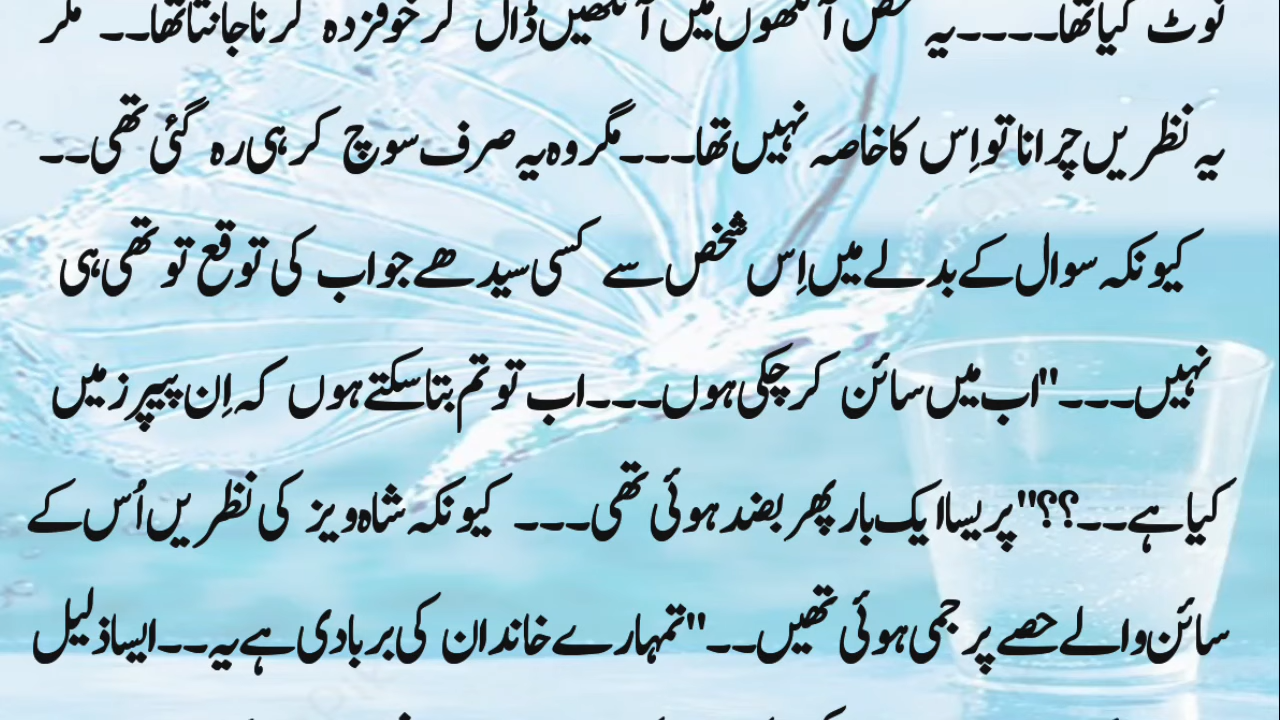 نوٹ کیا تھا۔۔۔۔یہ شخص آنکھوں میں آنکھیں ڈال کر خوفزدہ کرنا جانتا تھا۔۔ مگر
یہ نظریں چرانا تو اِس کا خاصہ نہیں تھا۔۔۔مگر وہ یہ صرف سوچ کر ہی رہ گئی تھی۔۔
کیونکہ سوال کے بدلے میں اِس شخص سے کسی سیدھے جواب کی توقع تو تھی ہی
نہیں۔۔۔"اب میں سائن کر چکی ہوں۔۔۔اب تو تم بتا سکتے ہوں کہ اِن پیپرز میں
کیا ہے۔۔؟؟"پریسا ایک بار پھر بضد ہوئی تھی۔۔۔ کیونکہ شاہ ویز کی نظریں اُس کے
سائن والے حصے پر جمی ہوئی تھیں۔۔"تمہارے خاندان کی بربادی ہے یہ۔۔ایسا ذلیل